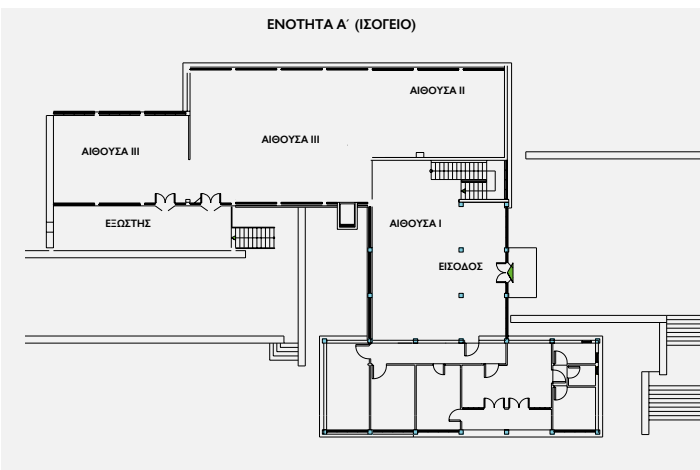 ΕΝΟΤΗΤΑ Α΄ (ΙΣΟΓΕΙΟ)
ΑΙΘΟΥΣΑ ΙΙ
ΑΙΘΟΥΣΑ ΙΙΙ
ΑΙΘΟΥΣΑ ΙΙΙ
ΕΞΩΣΤΗΣ
ΑΙΘΟΥΣΑ Ι
ΕΙΣΟΔΟΣ